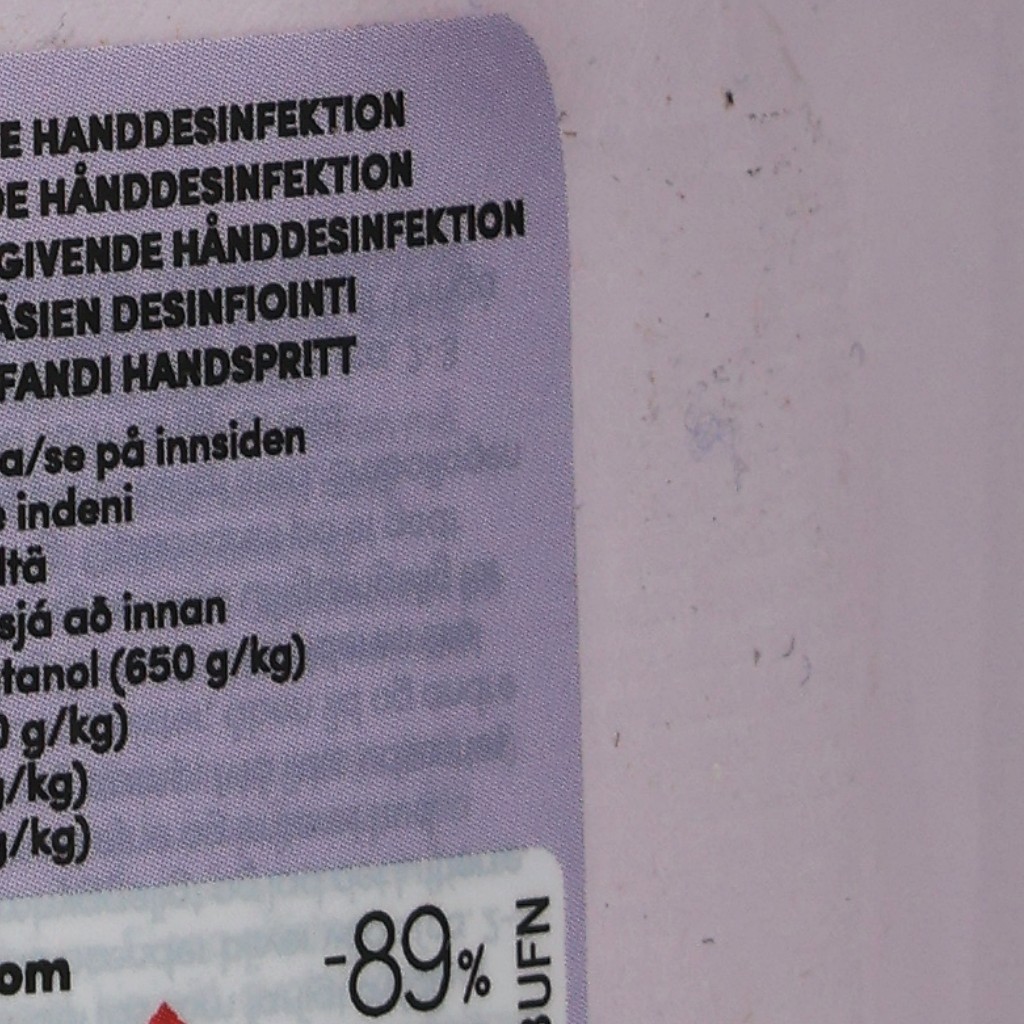 E HANDDESINFEKTION
DE HÅNDDESINFEKTION
GIVENDE HÅNDDESINFEKTION
ÄSIEN DESINFIOINTI
FANDI HANDSPRITT
a/se på innsiden
e indeni
ltä
sjá að innan
tanol (650 g/kg)
0 g/kg)
g/kg)
g/kg)
om
-89%
BUFN